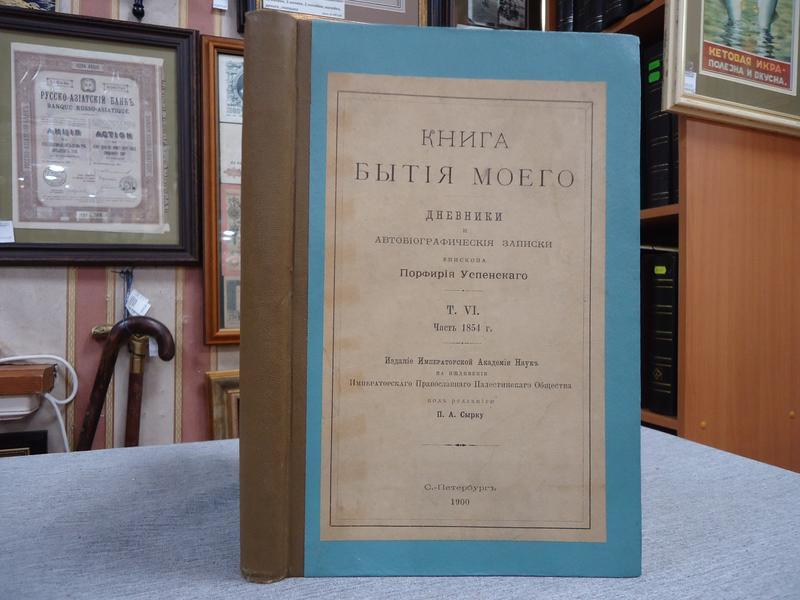 КНИГА
БЫТІЯ МОЕГО
ДНЕВНИКИ
И
АВТОБІОГРАФИЧЕСКІЯ ЗАПИСКИ
ЕПИСКОПА
Порфирія Успенскаго
Т. VI.
Часть 1854 г.
Изданіе Императорской Академіи Наукъ
на иждивеніи
Императорскаго Православнаго Палестинскаго Общества
подъ редакціею
П. А. Сырку
С.-Петербургъ
1900
РУССКО-АЗІАТСКІЙ БАНКЪ
BANQUE RUSSO-ASIATIQUE
АКЦІЯ ACTION
КЕТОВАЯ ИКРА-
ПОЛЕЗНА И ВКУСНА